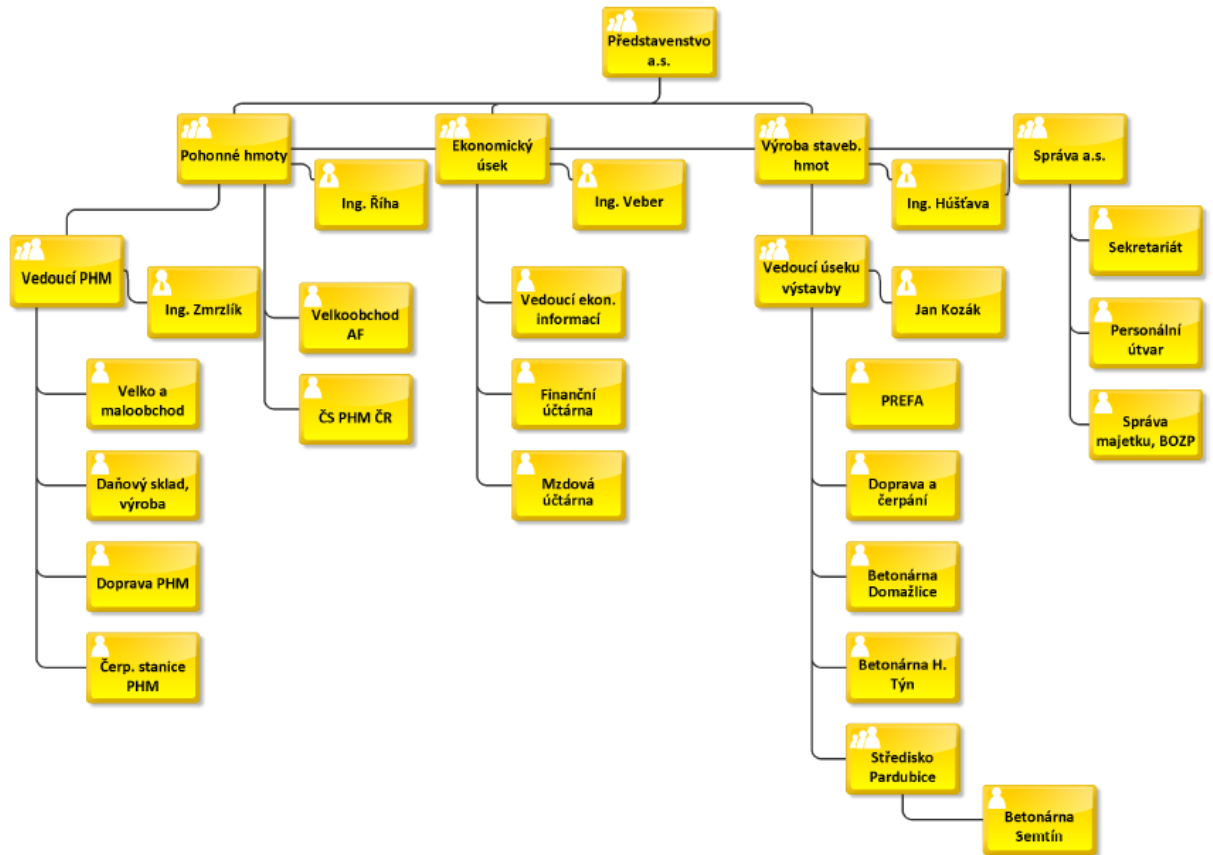 Představenstvo
a.s.
Pohonné hmoty
Ing. Říha
Ekonomický
úsek
Ing. Veber
Výroba staveb.
hmot
Ing. Húšťava
Správa a.s.
Vedoucí PHM
Ing. Zmrzlík
Velko a
maloobchod
Daňový sklad,
výroba
Doprava PHM
Čerp. stanice
PHM
Velkoobchod
AF
ČS PHM ČR
Vedoucí ekon.
informací
Finanční
účtárna
Mzdová
účtárna
Vedoucí úseku
výstavby
Jan Kozák
PREFA
Doprava a
čerpání
Betonárna
Domažlice
Betonárna H.
Týn
Středisko
Pardubice
Betonárna
Semtín
Sekretariát
Personální
útvar
Správa
majetku, BOZP